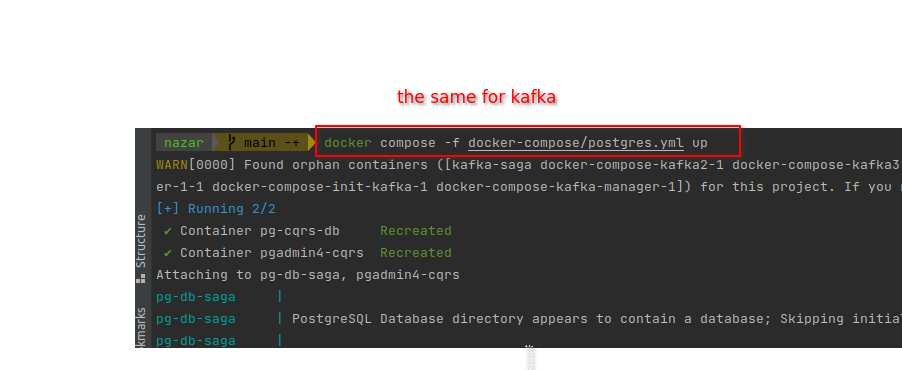 the same for kafka
nazar main -+ docker compose -f docker-compose/postgres.yml up
WARN[0000] Found orphan containers ([kafka-saga docker-compose-kafka2-1 docker-compose-kafka3
er-1-1 docker-compose-init-kafka-1 docker-compose-kafka-manager-1]) for this project. If you
[+] Running 2/2
✔ Container pg-cqrs-db Recreated
✔ Container pgadmin4-cqrs Recreated
Attaching to pg-db-saga, pgadmin4-cqrs
pg-db-saga |
pg-db-saga | PostgreSQL Database directory appears to contain a database; Skipping initial
pg-db-saga |
Structure